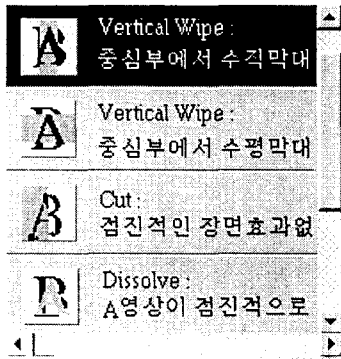 Vertical Wipe :
중심부에서 수직막대
Vertical Wipe :
중심부에서 수평막대
Cut :
점진적인 장면효과없
Dissolve :
A영상이 점진적으로